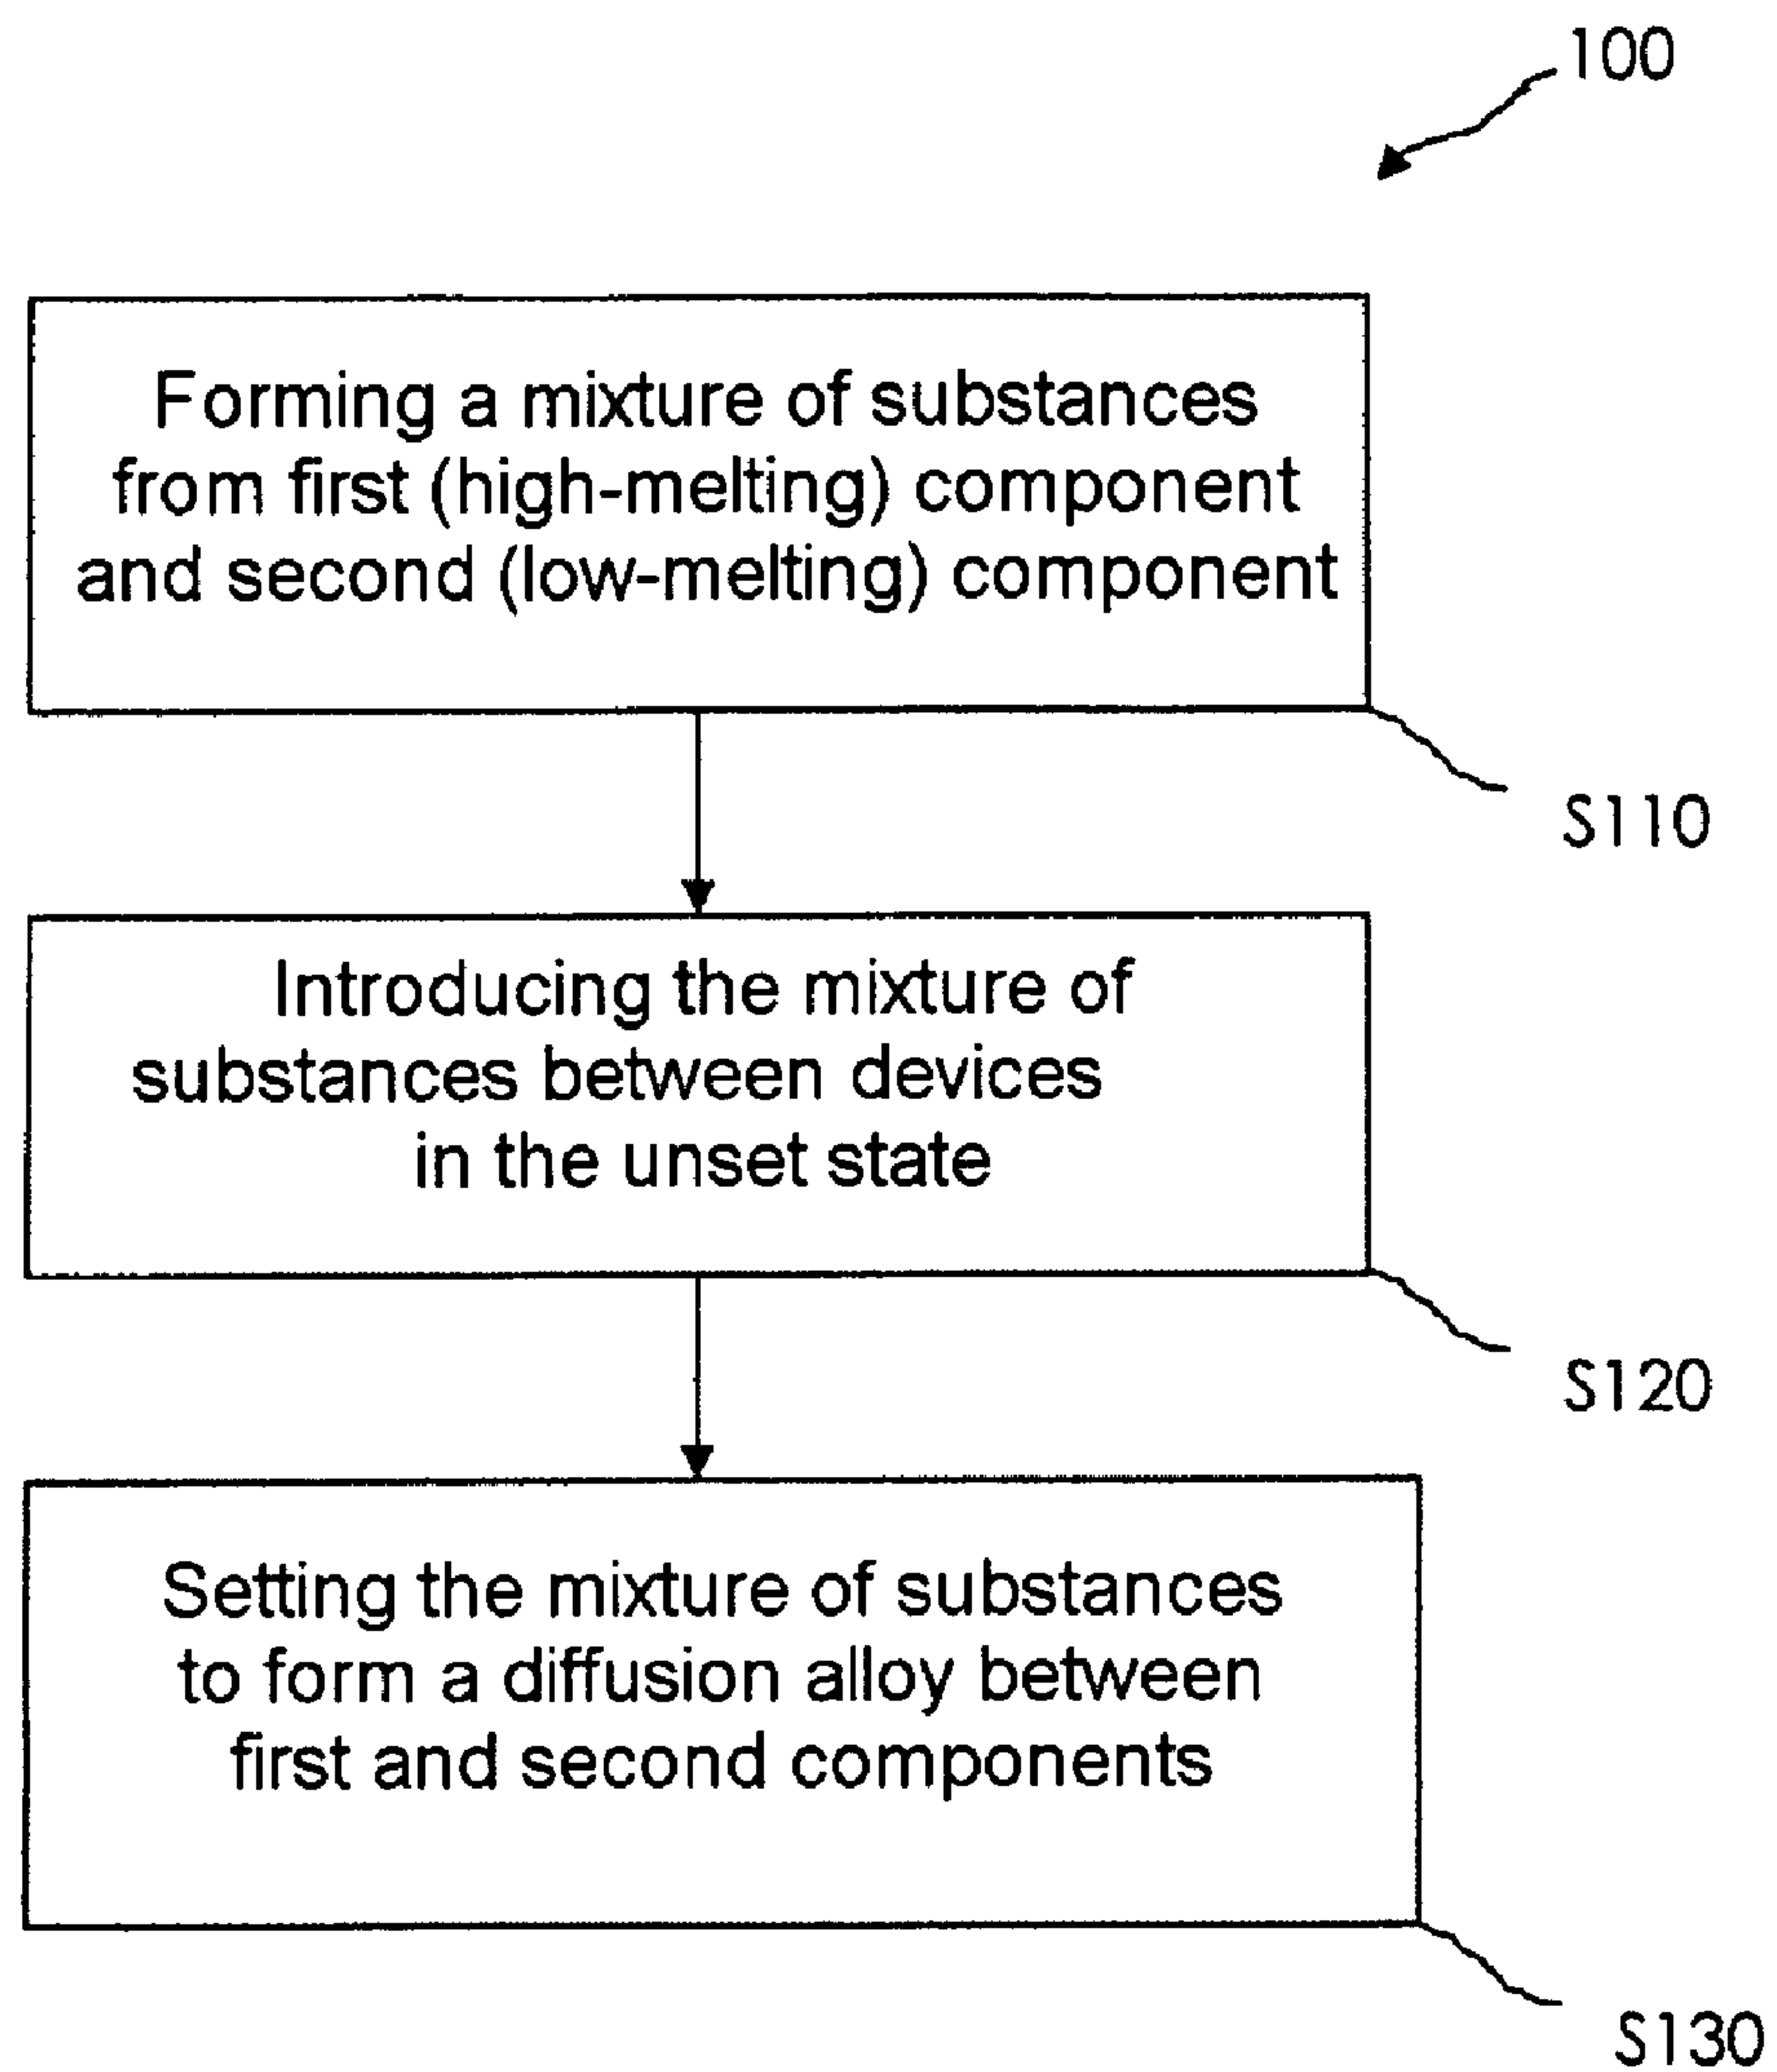 100
Forming a mixture of substances
from first (high-melting) component
and second (low-melting) component
S110
Introducing the mixture of
substances between devices
in the unset state
S120
Setting the mixture of substances
to form a diffusion alloy between
first and second components
S130